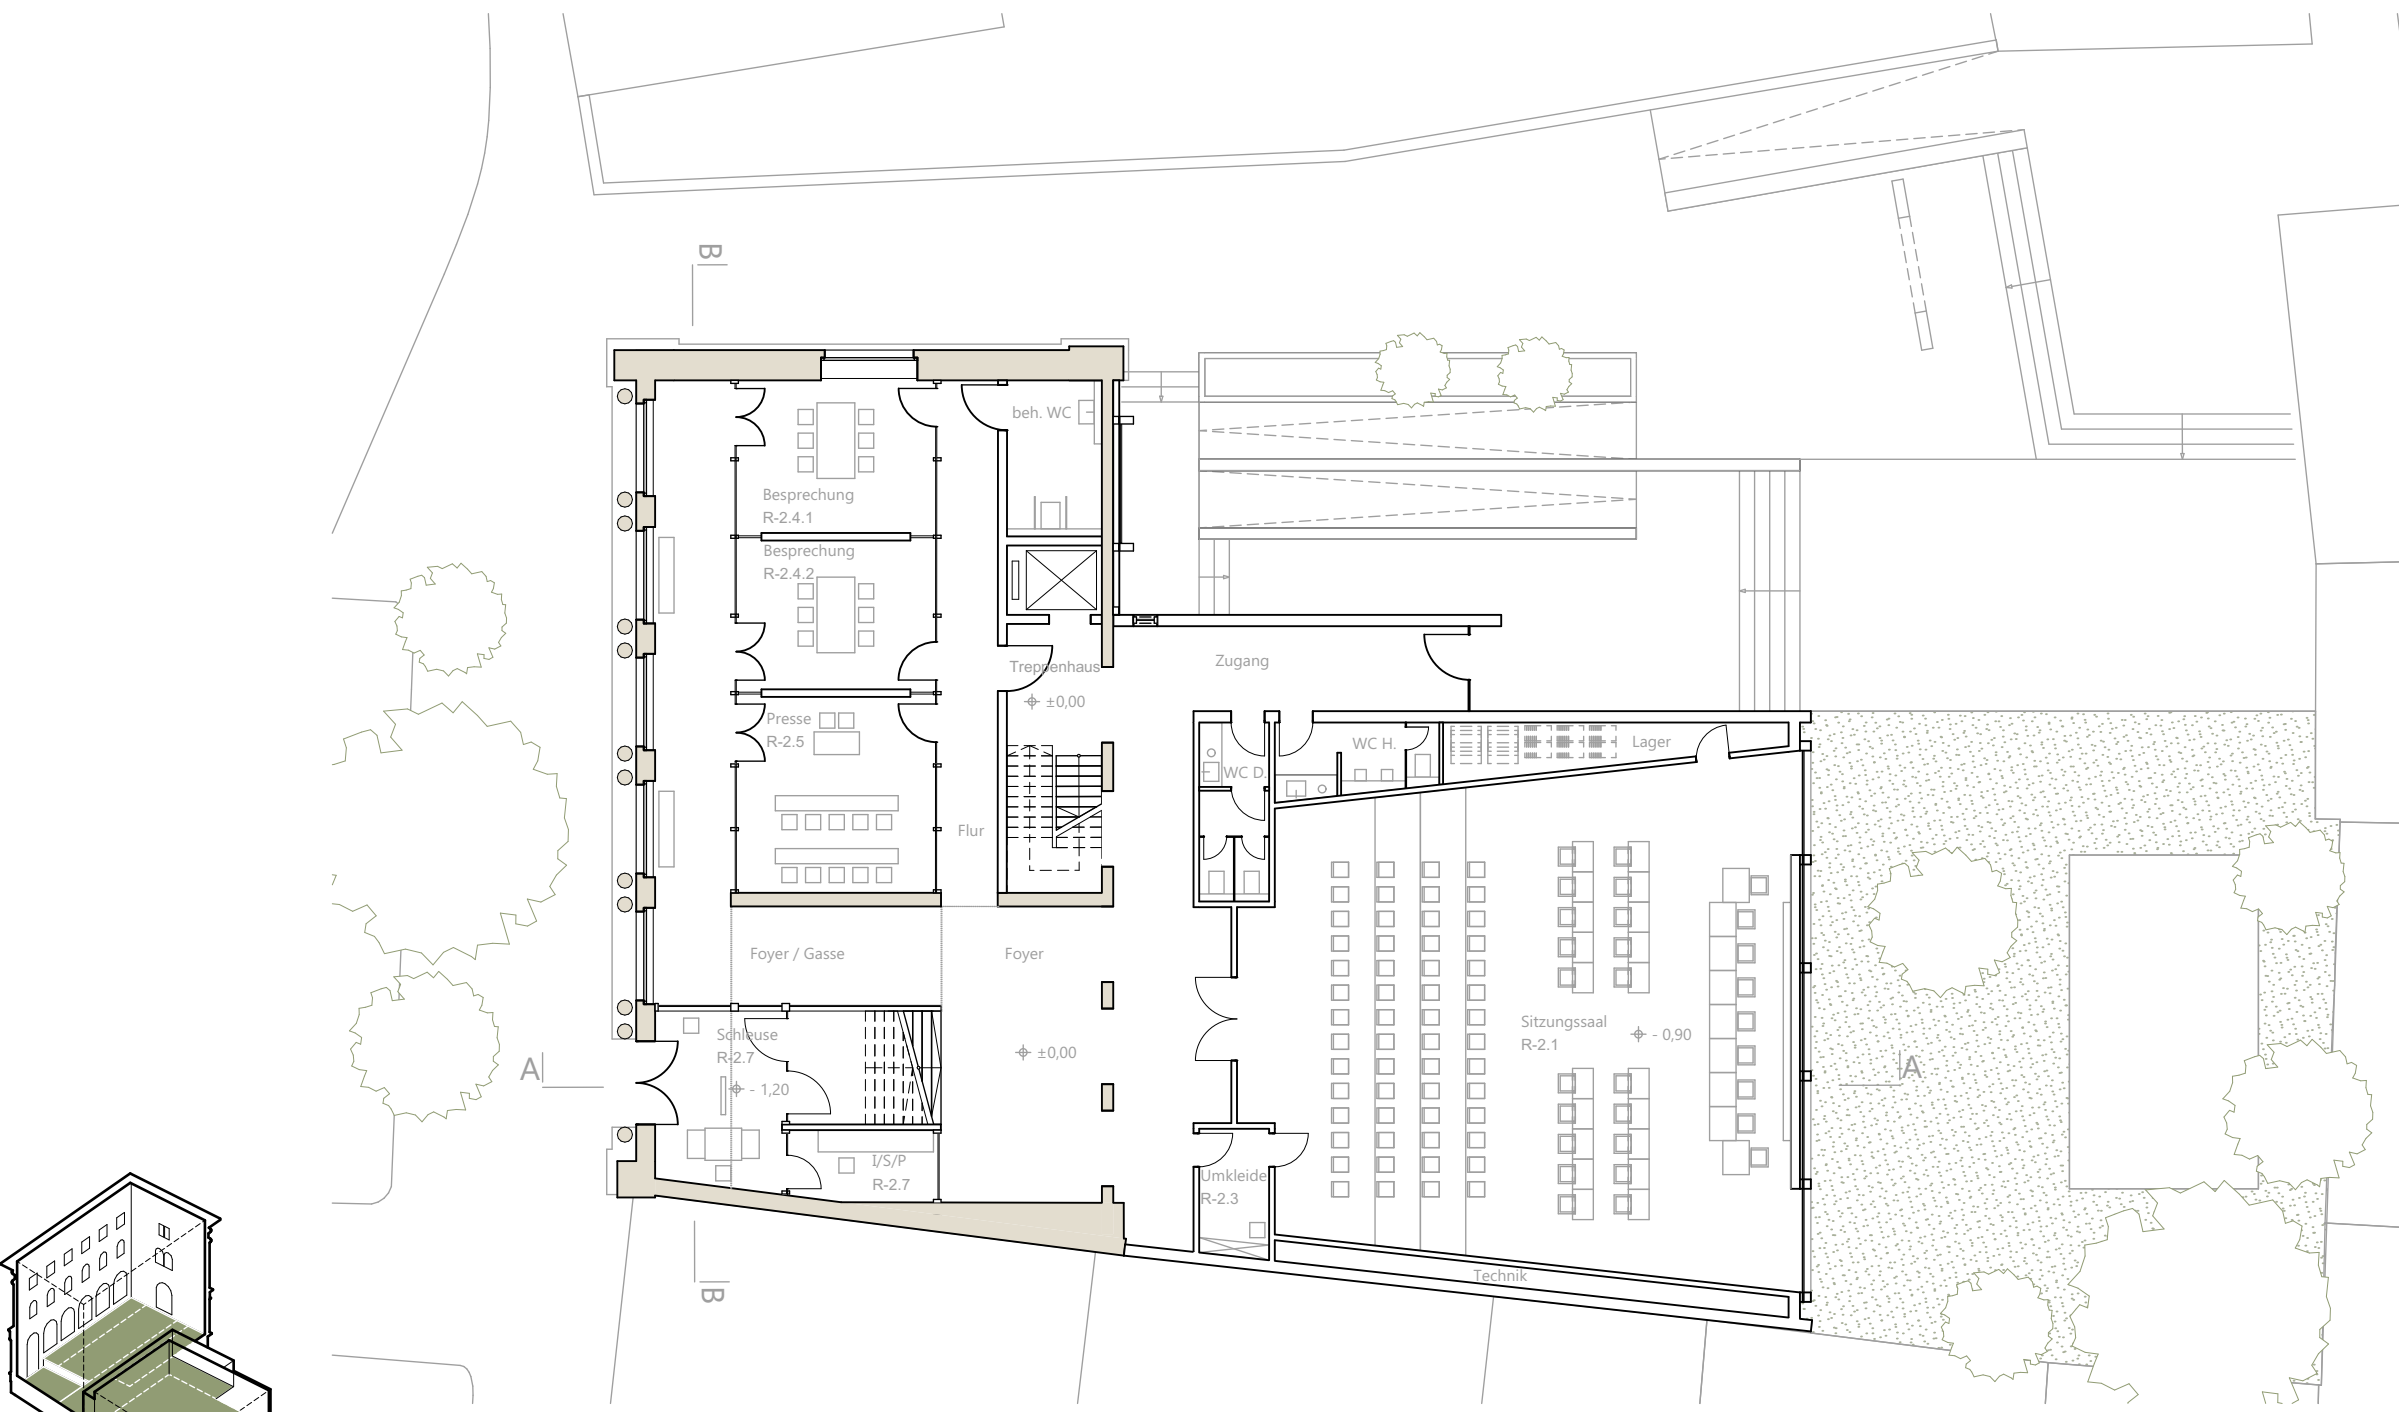 B
beh. WC
Besprechung
R-2.4.1
Besprechung
R-2.4.2
Treppenhaus
Zugang
±0,00
Presse
R-2.5
WC H.
Lager
WC D.
Flur
Foyer / Gasse
Foyer
Schleuse
R-2.7
Sitzungssaal
R-2.1
- 0,90
±0,00
A
A
- 1,20
I/S/P
R-2.7
Umkleide
R-2.3
Technik
B